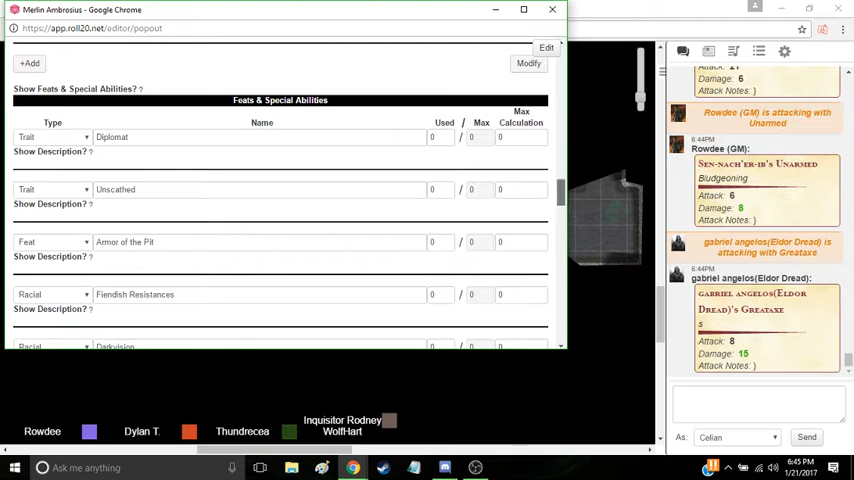 Merlin Ambrosius - Google Chrome
https://app.roll20.net/editor/popout
Edit
+Add
Modify
Show Feats & Special Abilities? ?
Feats & Special Abilities
Type Name Used / Max Max Calculation
Trait Diplomat 0 / 0 0
Show Description? ?
Trait Unscathed 0 / 0 0
Show Description? ?
Feat Armor of the Pit 0 / 0 0
Show Description? ?
Racial Fiendish Resistances 0 / 0 0
Show Description? ?
Racial Darkvision 0 / 0 0
Rowdee
Dylan T.
Thundrecea
Inquisitor Rodney
WolfHart
Damage: 6
Attack Notes: }
Rowdee (GM) is attacking with
Unarmed
6:44PM
Rowdee (GM):
Sen-nach'er-ib's Unarmed
Bludgeoning
Attack: 6
Damage: 8
Attack Notes: }
gabriel angelos(Eldor Dread) is
attacking with Greataxe
6:44PM
gabriel angelos(Eldor Dread):
gabriel angelos(Eldor
Dread)'s Greataxe
s
Attack: 8
Damage: 15
Attack Notes: }
As: Celian
Send
Ask me anything
6:45 PM
1/21/2017